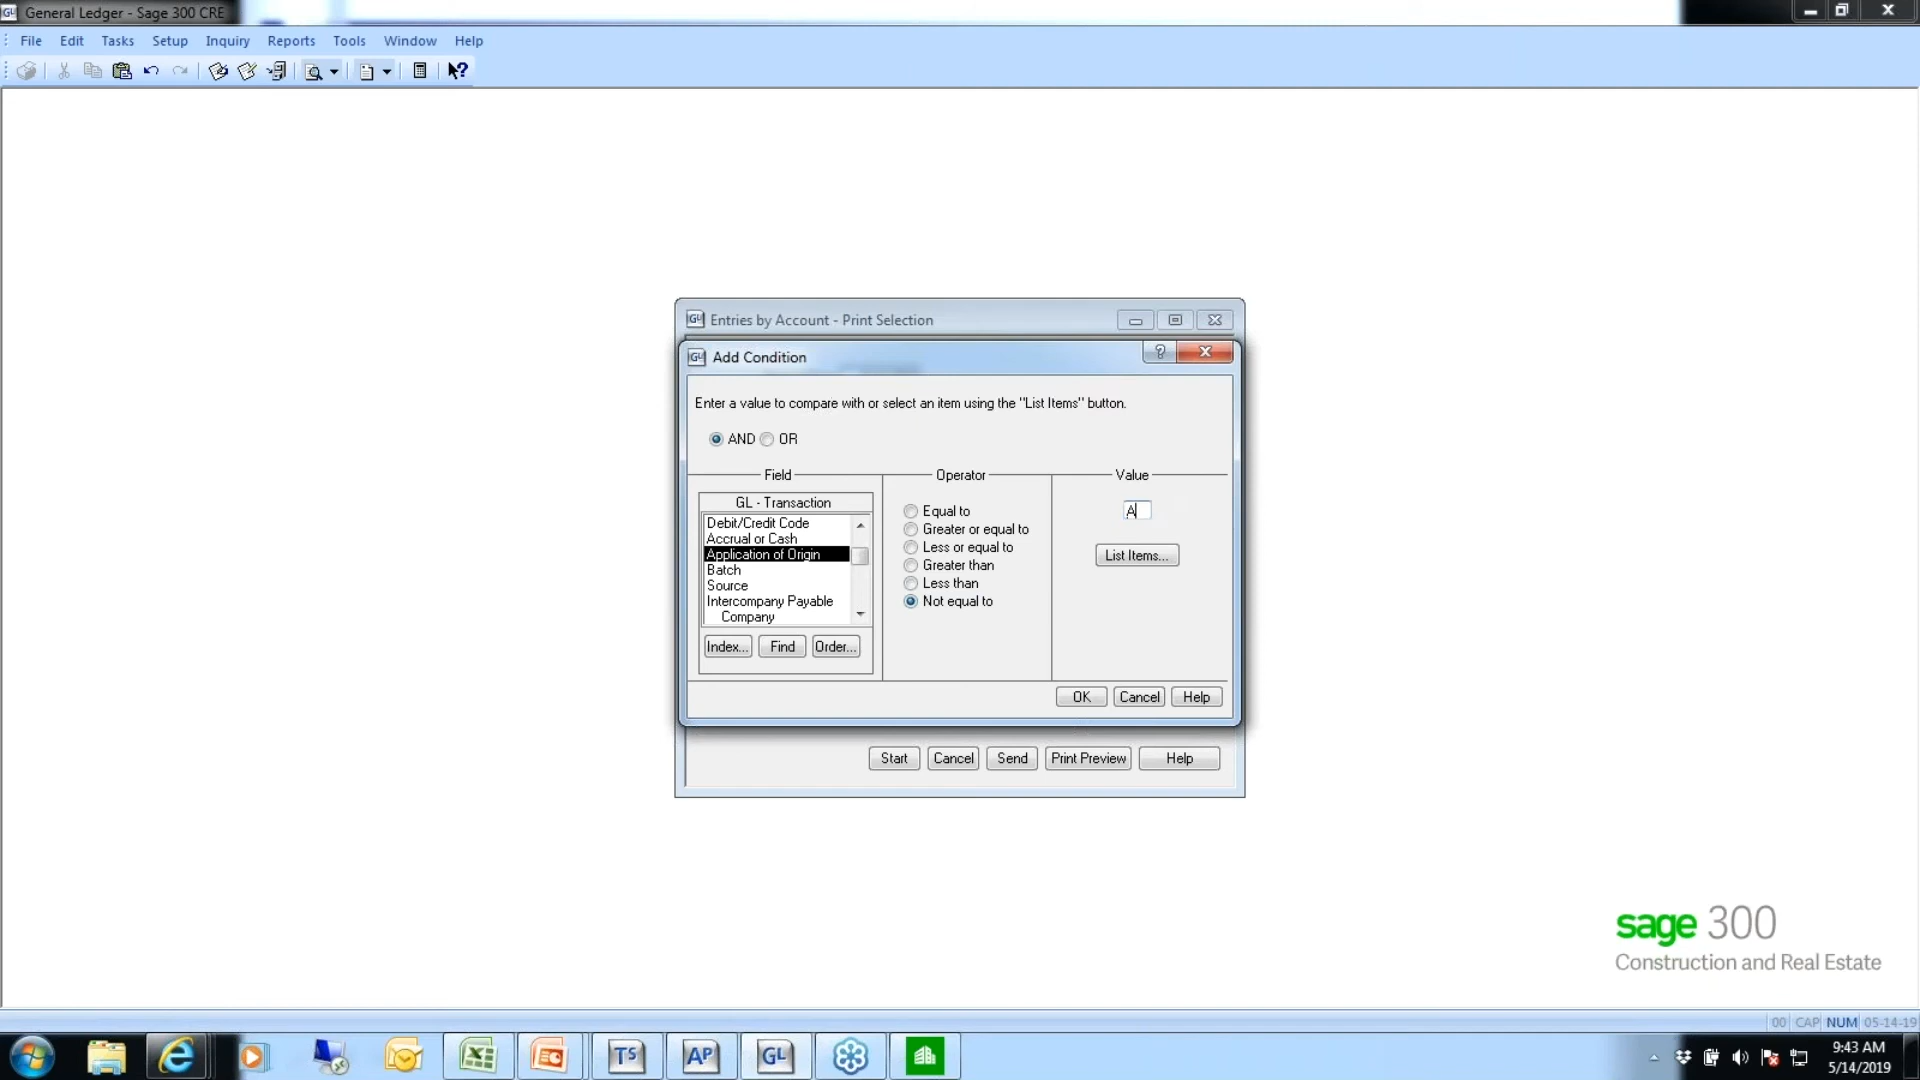 General Ledger - Sage 300 CRE
File Edit Tasks Setup Inquiry Reports Tools Window Help
Entries by Account - Print Selection
Add Condition
Enter a value to compare with or select an item using the "List Items" button.
AND OR
Field Operator Value
GL - Transaction
Debit/Credit Code
Accrual or Cash
Application of Origin
Batch
Source
Intercompany Payable
Company
Index... Find Order...
Equal to
Greater or equal to
Less or equal to
Greater than
Less than
Not equal to
A
List Items...
OK Cancel Help
Start Cancel Send Print Preview Help
sage 300
Construction and Real Estate
00 CAP NUM 05-14-19
TS AP GL
9:43 AM
5/14/2019